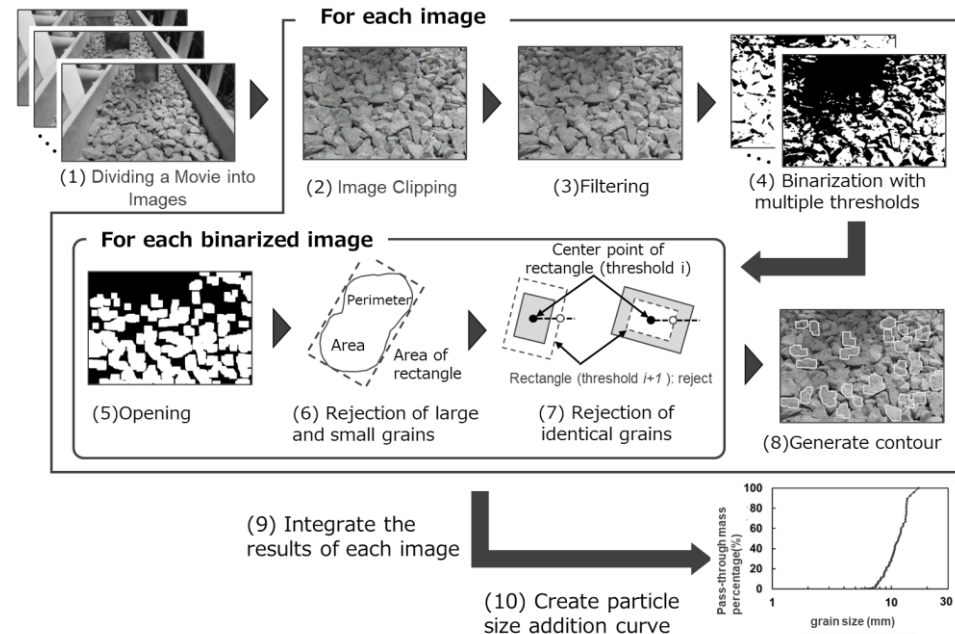 For each image
(1) Dividing a Movie into
Images
(2) Image Clipping
(3)Filtering
(4) Binarization with
multiple thresholds
For each binarized image
(5)Opening
Perimeter
Area
Area of
rectangle
(6) Rejection of large
and small grains
Center point of
rectangle (threshold i)
Rectangle (threshold i+1 ): reject
(7) Rejection of
identical grains
(8)Generate contour
(9) Integrate the
results of each image
(10) Create particle
size addition curve
Pass-through mass
percentage(%)
100
80
60
40
20
0
1
10
30
grain size (mm)